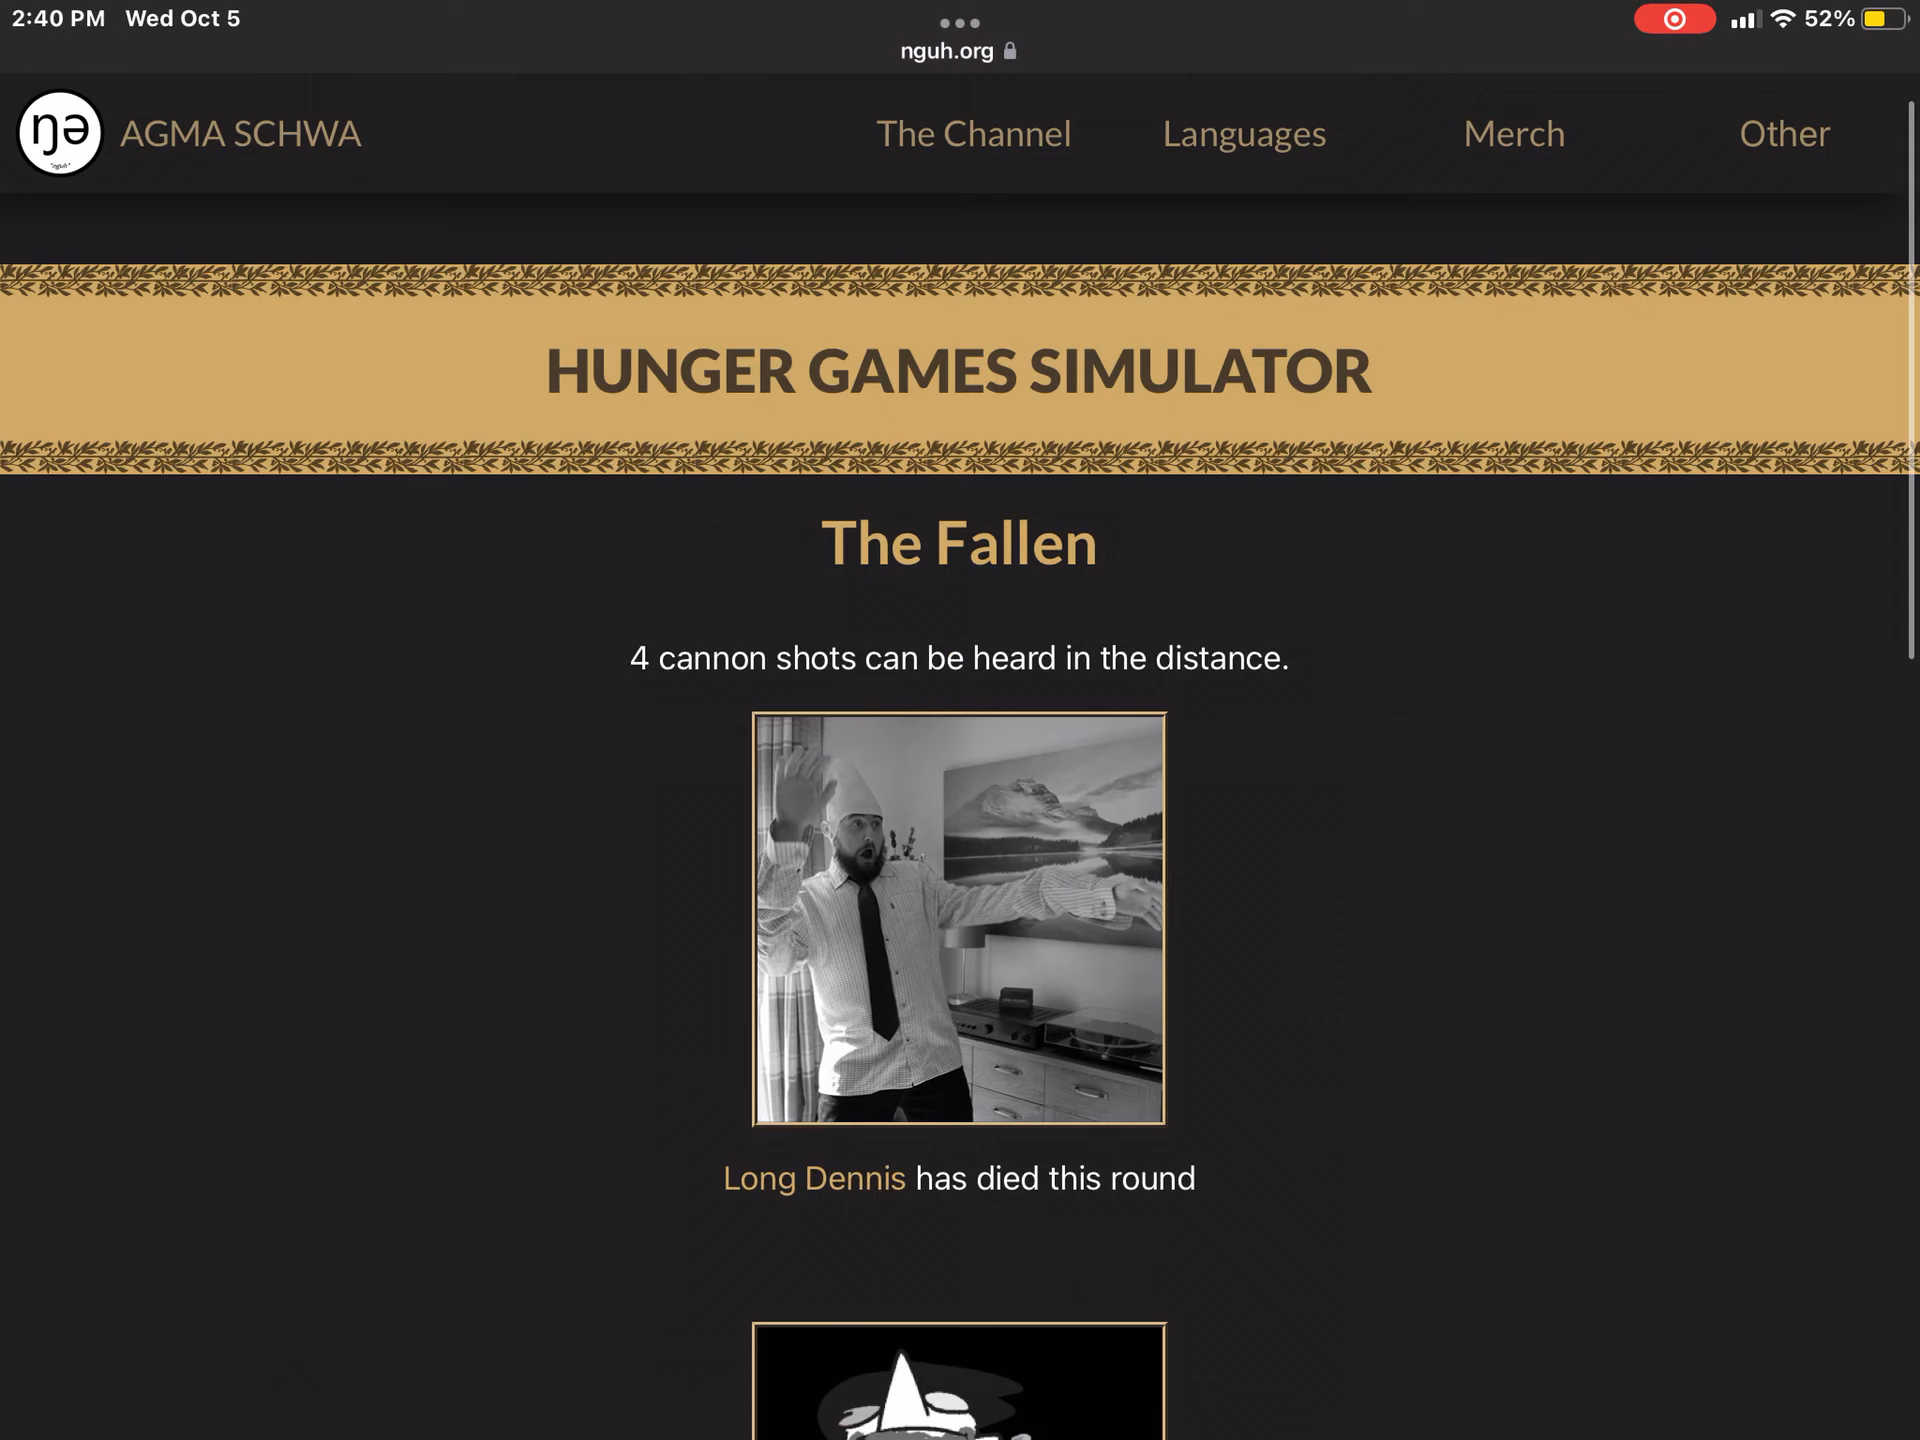 2:40 PM Wed Oct 5
52%
nguh.org
ŋə
"nguh"
AGMA SCHWA
The Channel
Languages
Merch
Other
HUNGER GAMES SIMULATOR
The Fallen
4 cannon shots can be heard in the distance.
Long Dennis has died this round